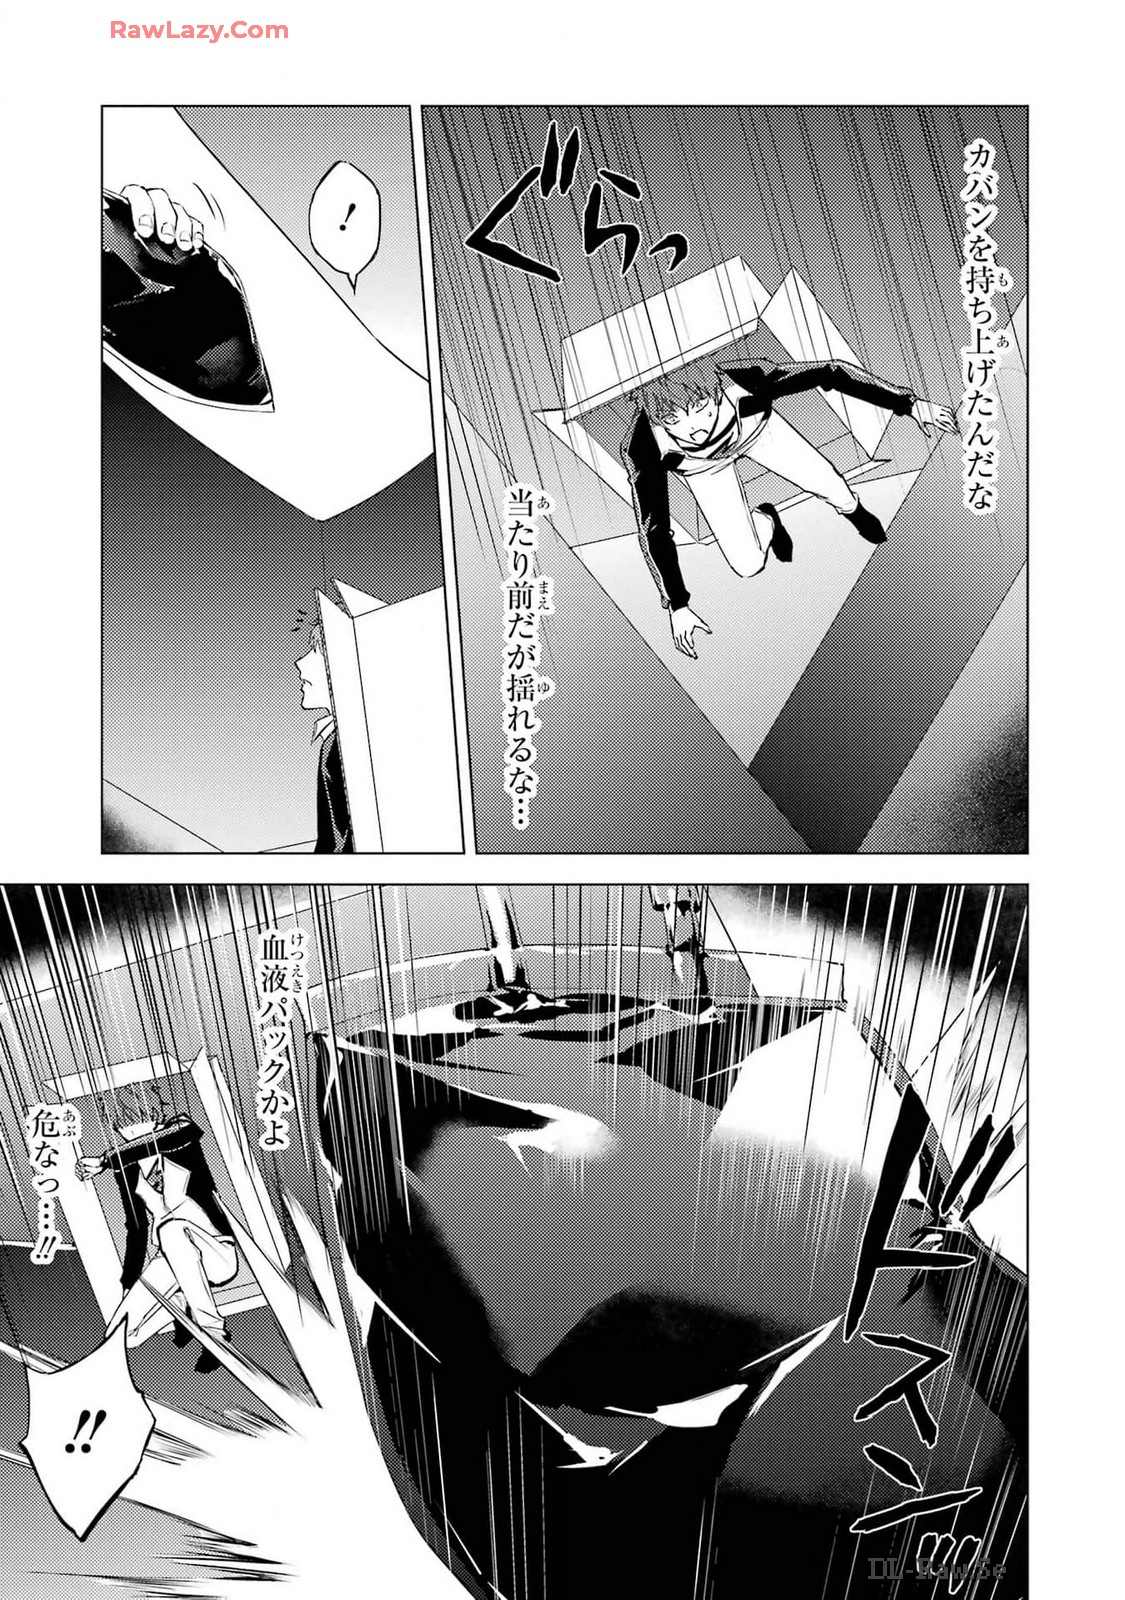 RawLazy.Com
カバンを持ち上げたんだな
ぐらっ
当たり前だが揺れるな…
！
ドスン
血液パックかよ
危なっ…!!
!!
DL-Raw.Se